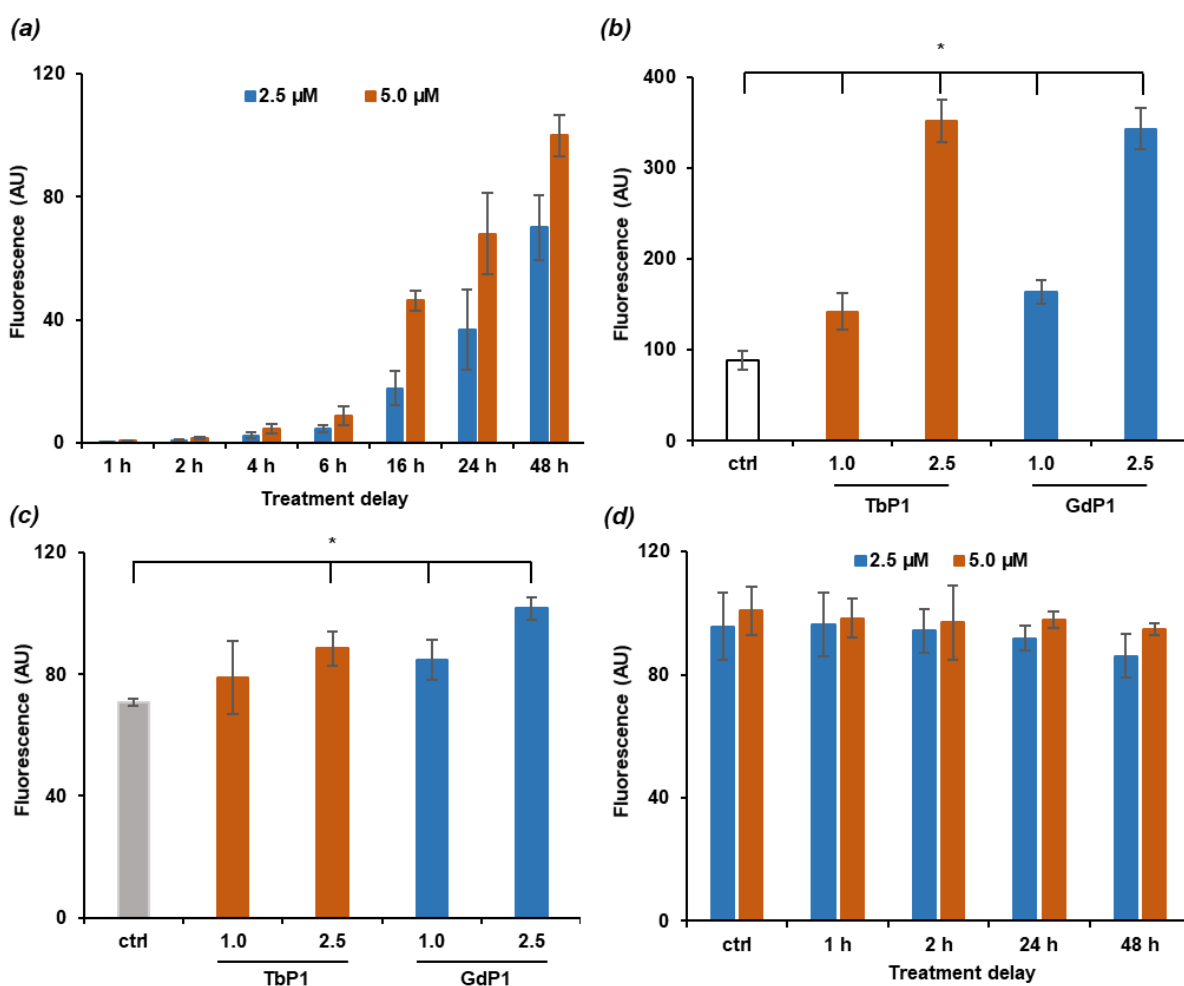 (a)
120
80
40
0
Fluorescence (AU)
2.5 µM 5.0 µM
1 h 2 h 4 h 6 h 16 h 24 h 48 h
Treatment delay
(b)
*
400
300
200
100
0
Fluorescence (AU)
ctrl 1.0 2.5 1.0 2.5
TbP1 GdP1
(c)
*
120
80
40
0
Fluorescence (AU)
ctrl 1.0 2.5 1.0 2.5
TbP1 GdP1
(d)
120
80
40
0
Fluorescence (AU)
2.5 µM 5.0 µM
ctrl 1 h 2 h 24 h 48 h
Treatment delay